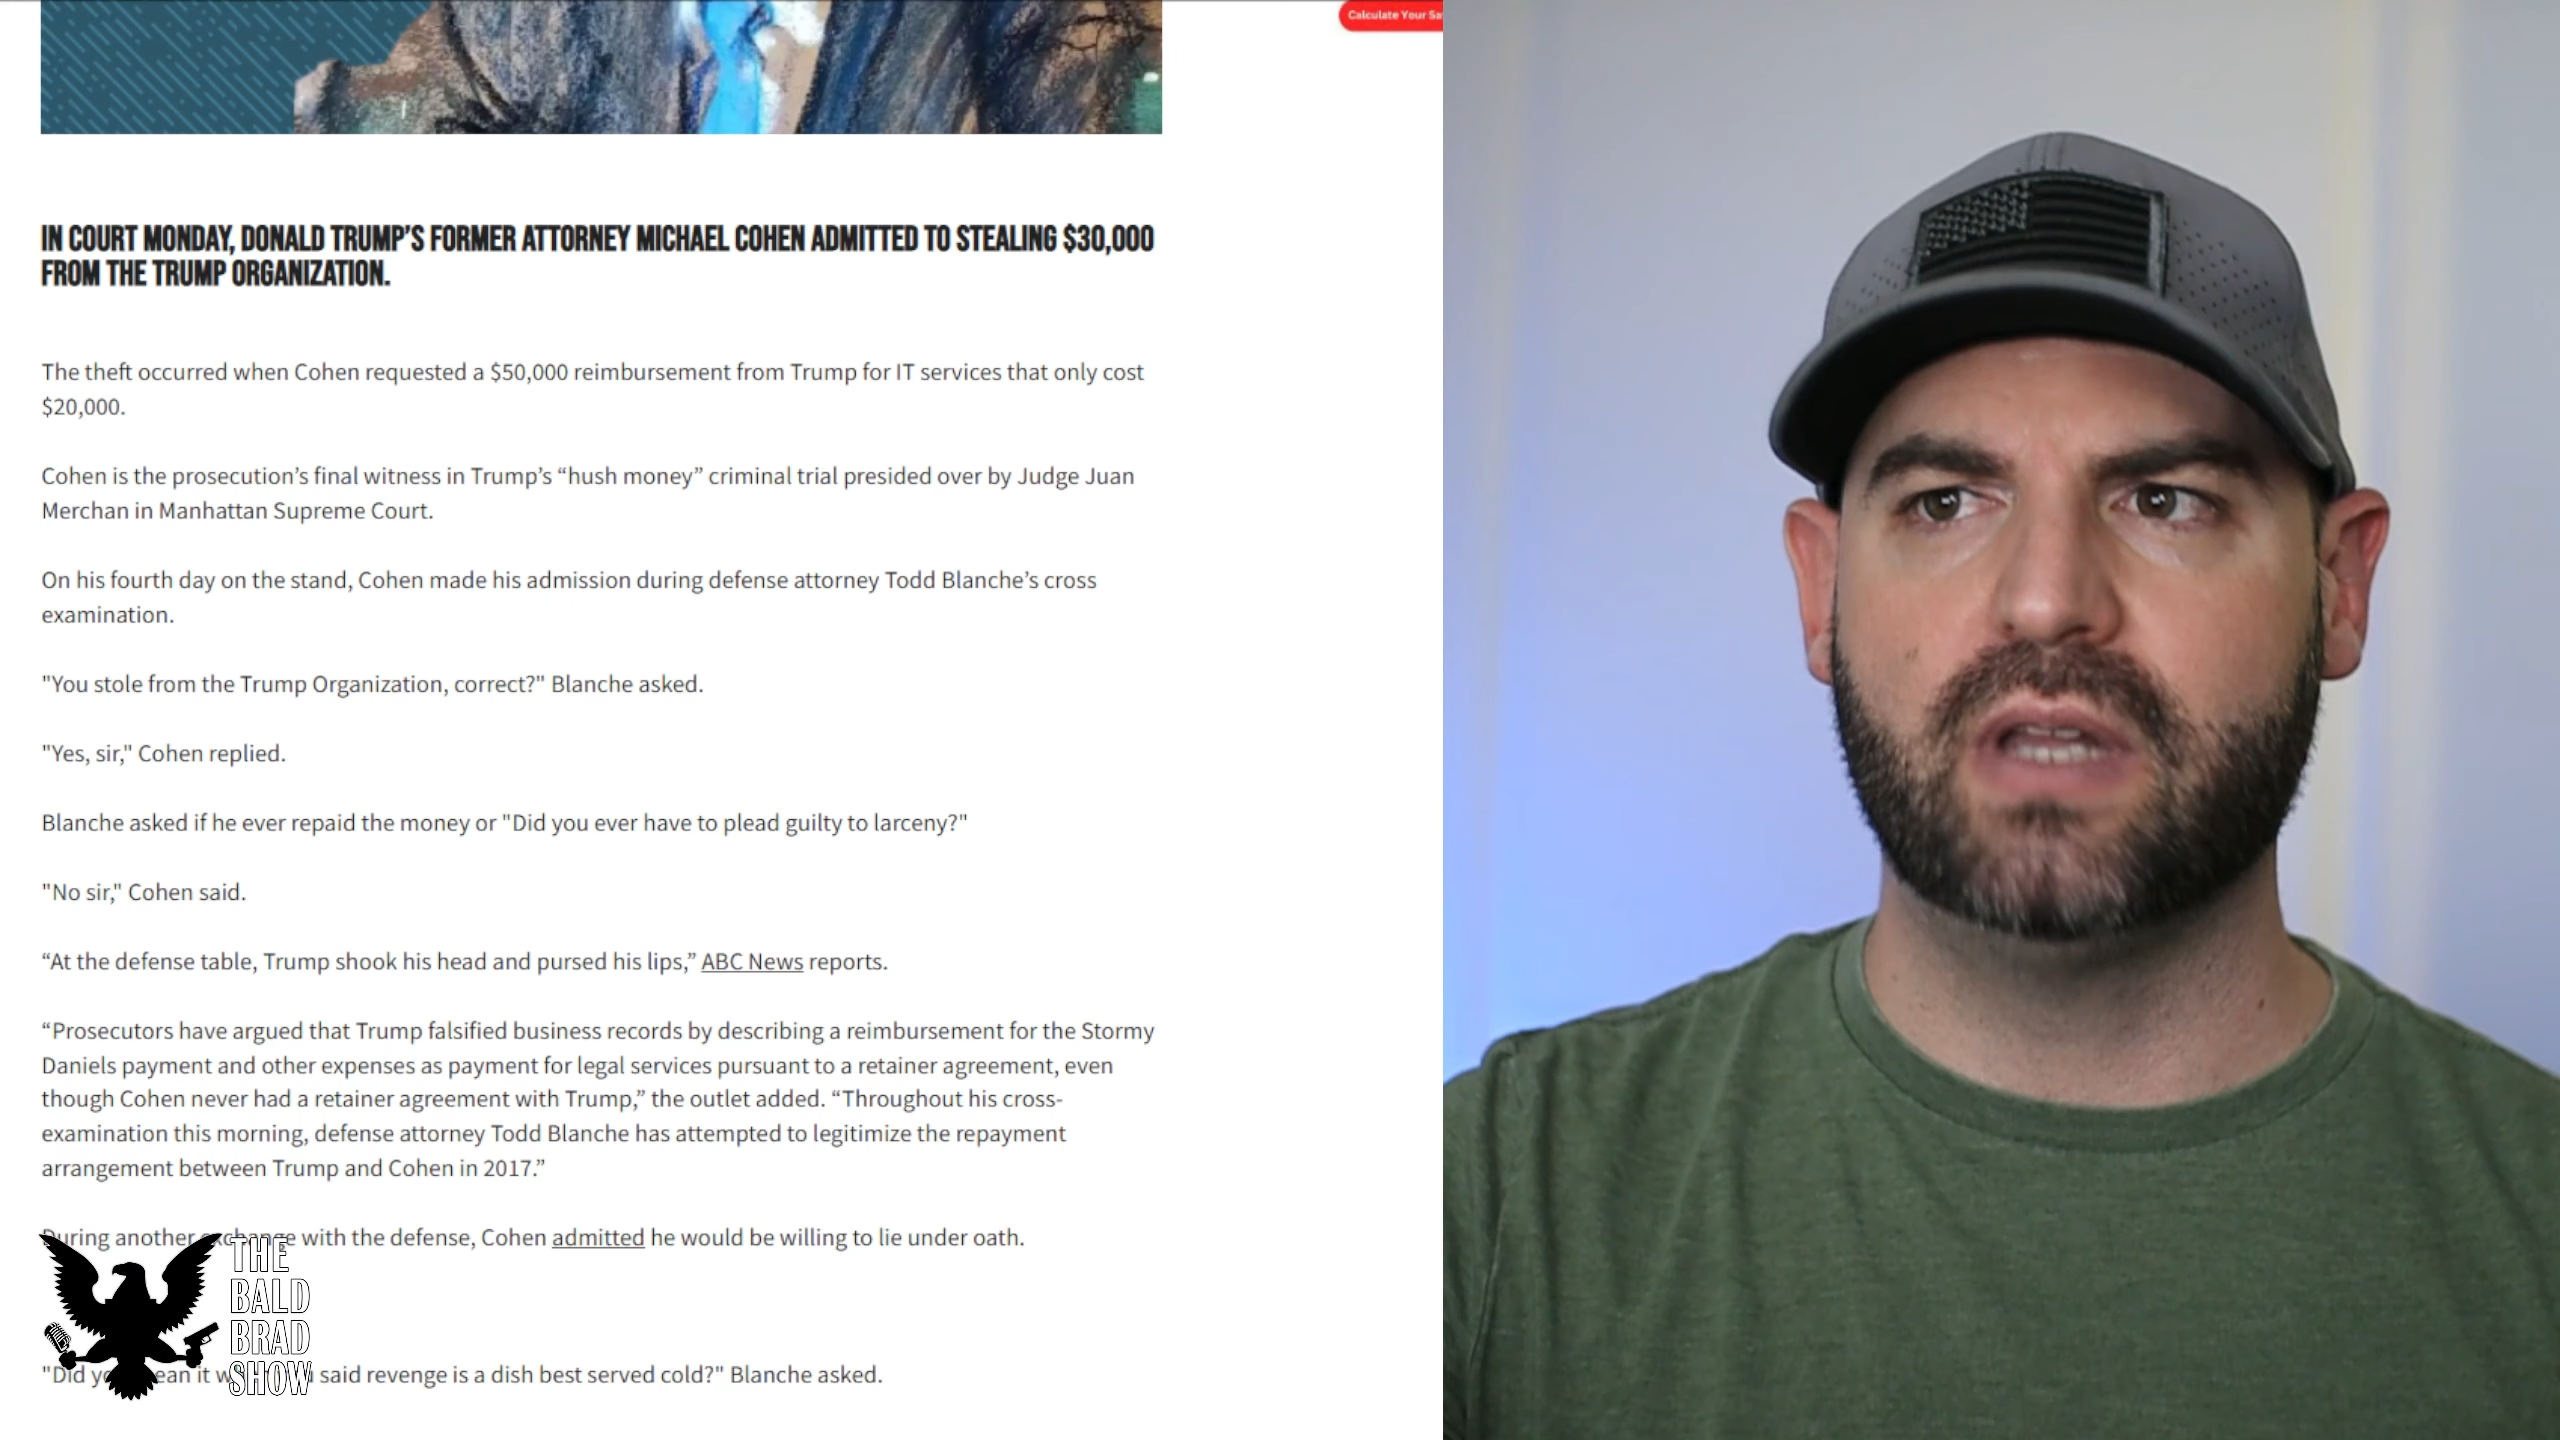 Calculate Your
IN COURT MONDAY, DONALD TRUMP'S FORMER ATTORNEY MICHAEL COHEN ADMITTED TO STEALING $30,000
FROM THE TRUMP ORGANIZATION.
The theft occurred when Cohen requested a $50,000 reimbursement from Trump for IT services that only cost
$20,000.
Cohen is the prosecution’s final witness in Trump’s “hush money” criminal trial presided over by Judge Juan
Merchan in Manhattan Supreme Court.
On his fourth day on the stand, Cohen made his admission during defense attorney Todd Blanche’s cross
examination.
"You stole from the Trump Organization, correct?" Blanche asked.
"Yes, sir," Cohen replied.
Blanche asked if he ever repaid the money or "Did you ever have to plead guilty to larceny?"
"No sir," Cohen said.
“At the defense table, Trump shook his head and pursed his lips,” ABC News reports.
“Prosecutors have argued that Trump falsified business records by describing a reimbursement for the Stormy
Daniels payment and other expenses as payment for legal services pursuant to a retainer agreement, even
though Cohen never had a retainer agreement with Trump,” the outlet added. “Throughout his cross-
examination this morning, defense attorney Todd Blanche has attempted to legitimize the repayment
arrangement between Trump and Cohen in 2017.”
During another exchange with the defense, Cohen admitted he would be willing to lie under oath.
"Did it said revenge is a dish best served cold?" Blanche asked.
THE
BALD
BRAD
SHOW